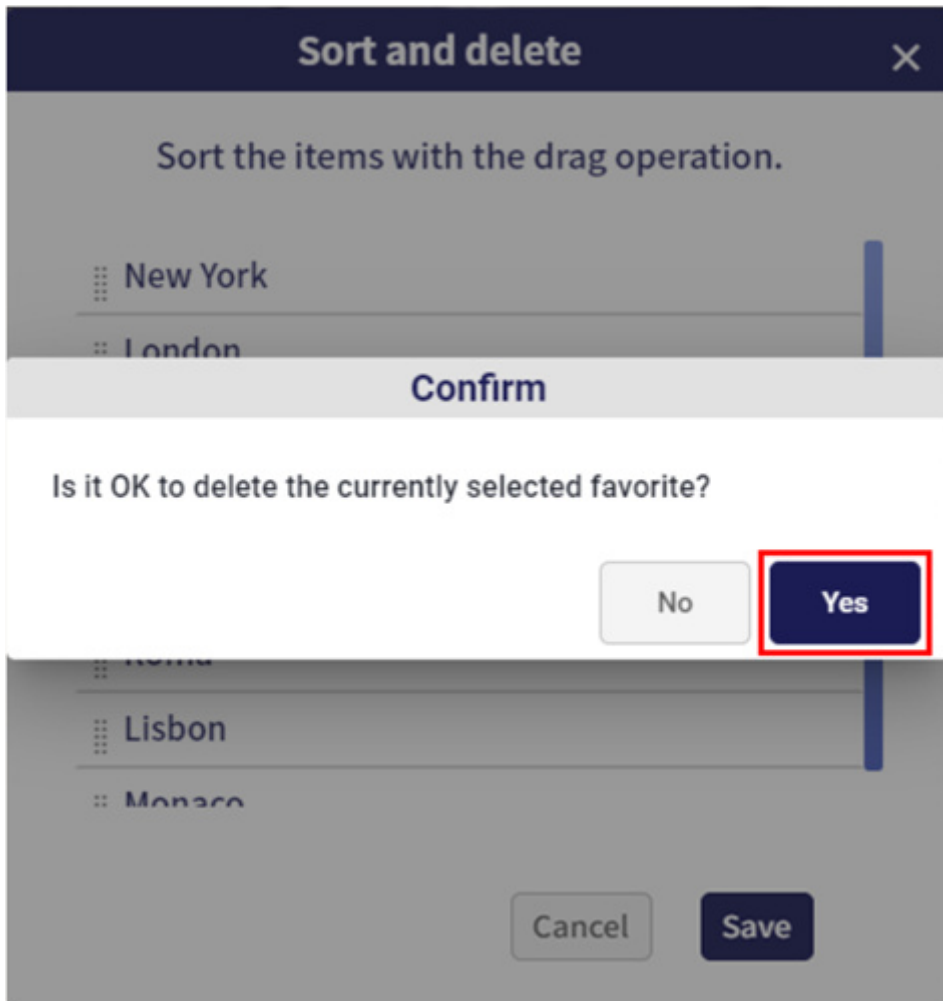 Sort and delete
Sort the items with the drag operation.
New York
London
Confirm
Is it OK to delete the currently selected favorite?
No
Yes
Roma
Lisbon
Monaco
Cancel
Save